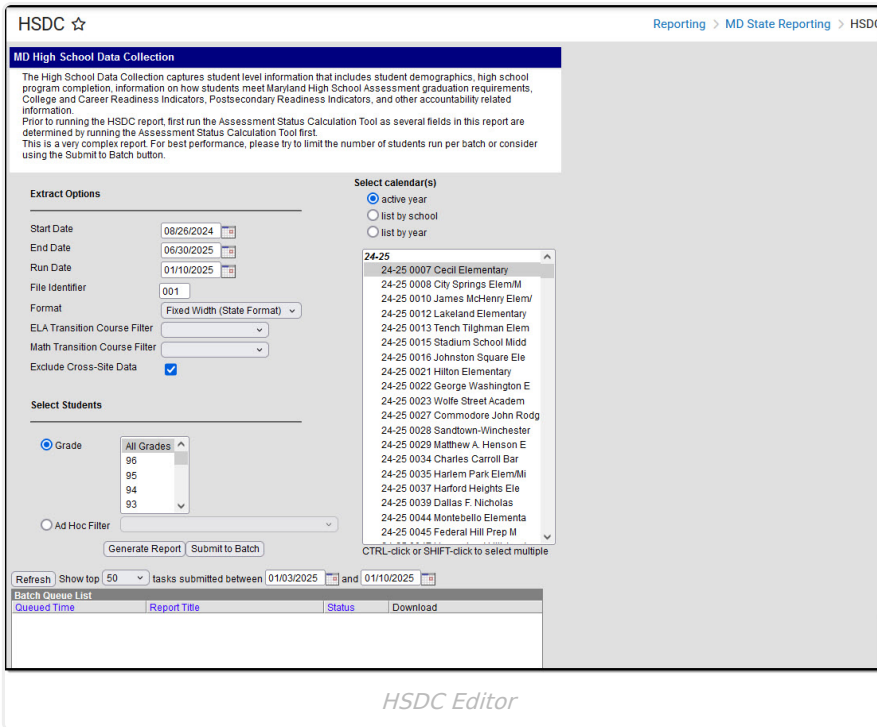 HSDC
Reporting > MD State Reporting > HSDC
MD High School Data Collection
The High School Data Collection captures student level information that includes student demographics, high school
program completion, information on how students meet Maryland High School Assessment graduation requirements,
College and Career Readiness Indicators, Postsecondary Readiness Indicators, and other accountability related
information.
Prior to running the HSDC report, first run the Assessment Status Calculation Tool as several fields in this report are
determined by running the Assessment Status Calculation Tool first.
This is a very complex report. For best performance, please try to limit the number of students run per batch or consider
using the Submit to Batch button.
Extract Options
Start Date 08/26/2024
End Date 06/30/2025
Run Date 01/10/2025
File Identifier 001
Format Fixed Width (State Format)
ELA Transition Course Filter
Math Transition Course Filter
Exclude Cross-Site Data
Select Students
Grade
All Grades
96
95
94
93
Ad Hoc Filter
Generate Report Submit to Batch
Select calendar(s)
active year
list by school
list by year
24-25
24-25 0007 Cecil Elementary
24-25 0008 City Springs Elem/M
24-25 0010 James McHenry Elem/
24-25 0012 Lakeland Elementary
24-25 0013 Tench Tilghman Elem
24-25 0015 Stadium School Midd
24-25 0016 Johnston Square Ele
24-25 0021 Hilton Elementary
24-25 0022 George Washington E
24-25 0023 Wolfe Street Academ
24-25 0027 Commodore John Rodg
24-25 0028 Sandtown-Winchester
24-25 0029 Matthew A. Henson E
24-25 0034 Charles Carroll Bar
24-25 0035 Harlem Park Elem/Mi
24-25 0037 Harford Heights Ele
24-25 0039 Dallas F. Nicholas
24-25 0044 Montebello Elementa
24-25 0045 Federal Hill Prep M
CTRL-click or SHIFT-click to select multiple
Refresh Show top 50 tasks submitted between 01/03/2025 and 01/10/2025
Batch Queue List
Queued Time Report Title Status Download
HSDC Editor